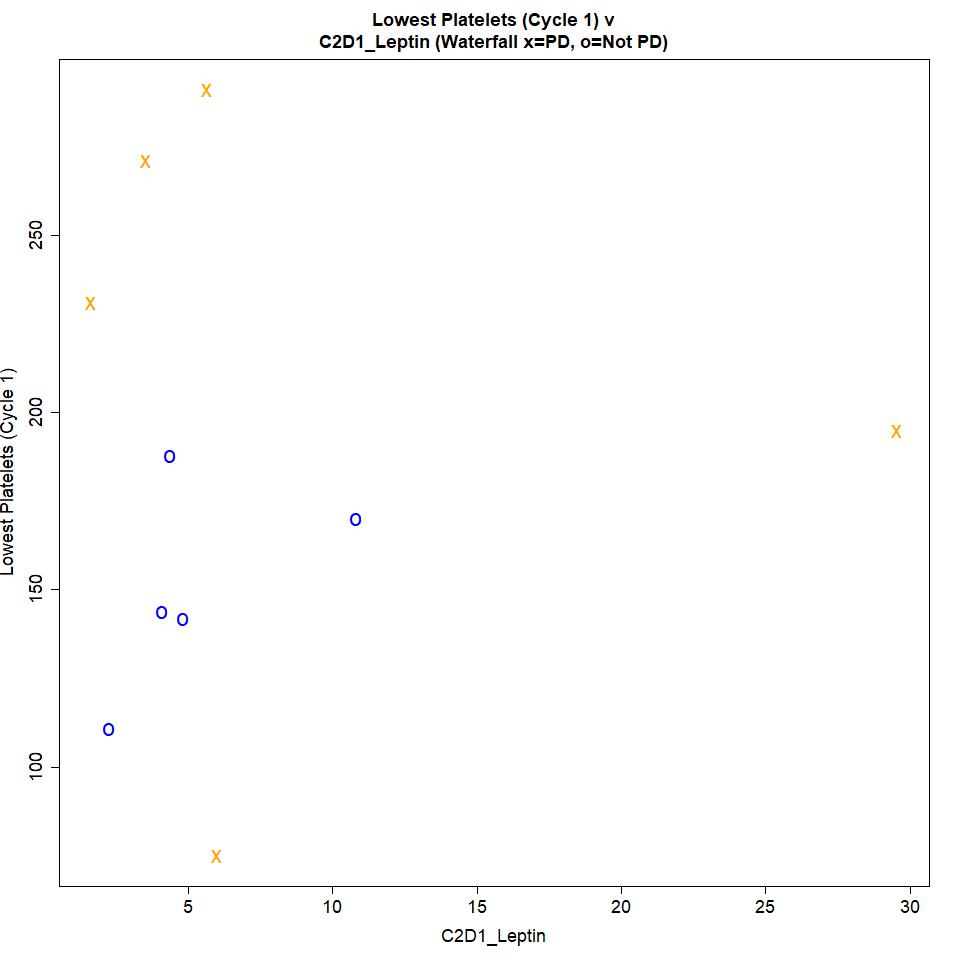 Lowest Platelets (Cycle 1) v
C2D1_Leptin (Waterfall x=PD, o=Not PD)
Lowest Platelets (Cycle 1)
250
200
150
100
X
X
X
X
O
O
O
O
O
X
5
10
15
20
25
30
C2D1_Leptin